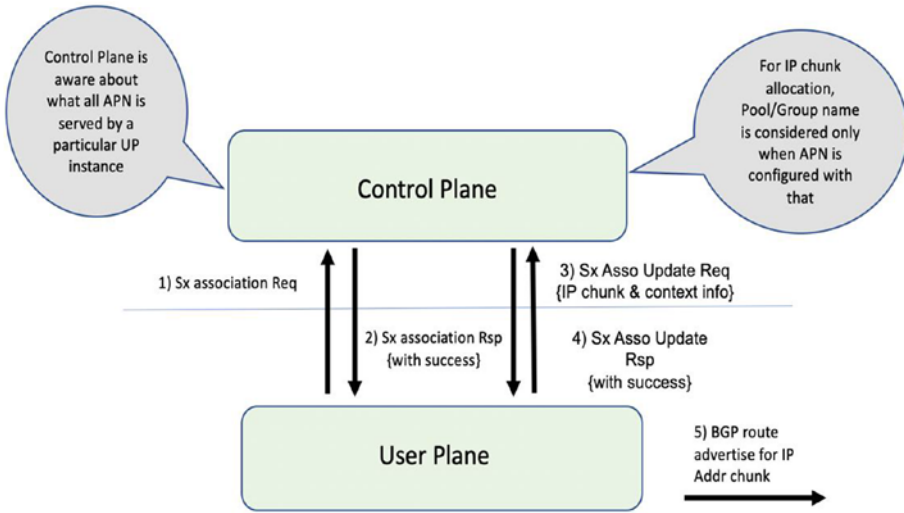 Control Plane is
aware about
what all APN is
served by a
particular UP
instance
For IP chunk
allocation,
Pool/Group name
is considered only
when APN is
configured with
that
Control Plane
1) Sx association Req
3) Sx Asso Update Req
{IP chunk & context info}
2) Sx association Rsp
{with success}
4) Sx Asso Update
Rsp
{with success}
User Plane
5) BGP route
advertise for IP
Addr chunk